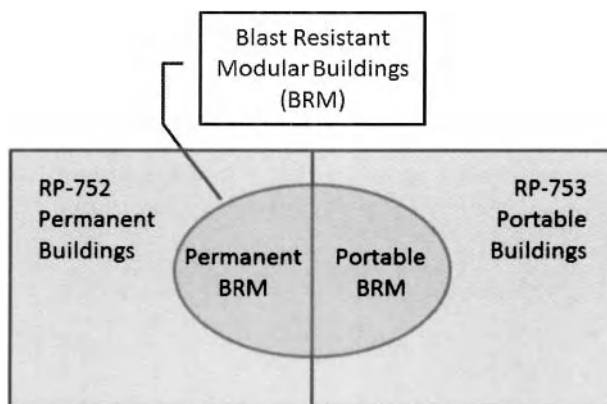 Blast Resistant
Modular Buildings
(BRM)
RP-752
Permanent
Buildings
RP-753
Portable
Buildings
Permanent
BRM
Portable
BRM